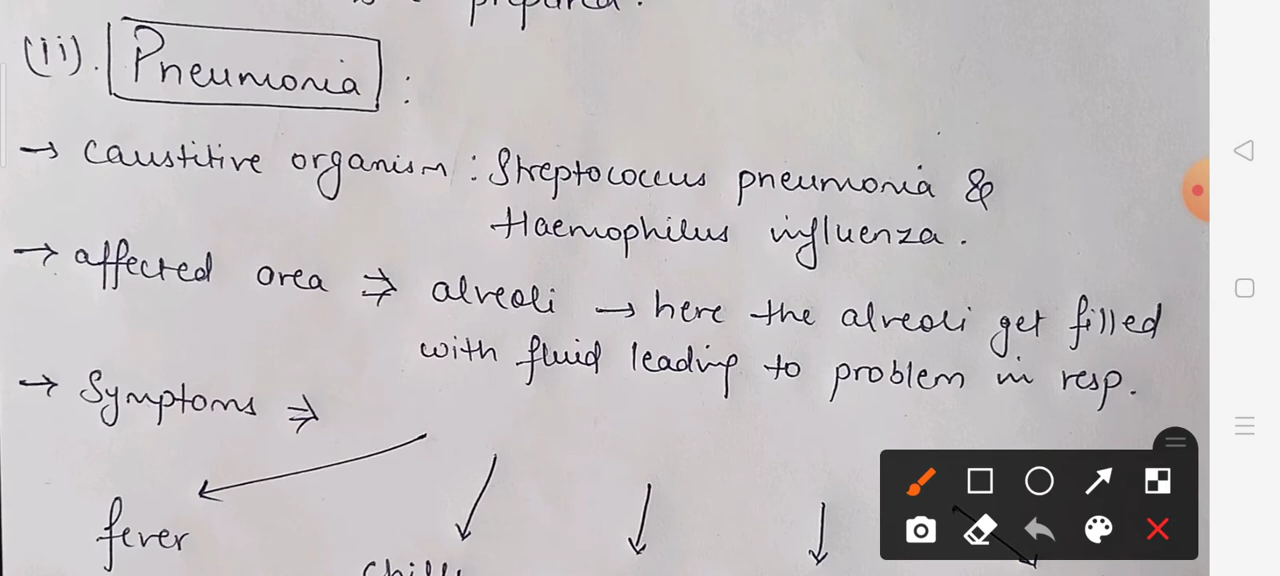 prepared.
(ii). Pneumonia :
→ Caustitive organism : Streptococcus pneumonia &
Haemophilus influenza.
→ affected area ⇒ alveoli → here the alveoli get filled
with fluid leading to problem in resp.
→ Symptoms ⇒
fever